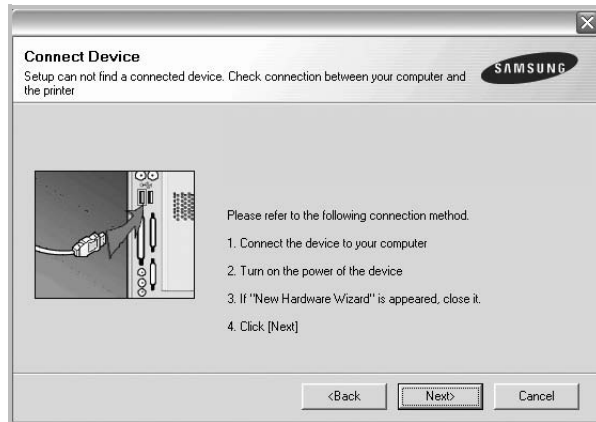 Connect Device
Setup can not find a connected device. Check connection between your computer and
the printer
SAMSUNG
Please refer to the following connection method.
1. Connect the device to your computer
2. Turn on the power of the device
3. If "New Hardware Wizard" is appeared, close it.
4. Click [Next]
<Back
Next>
Cancel